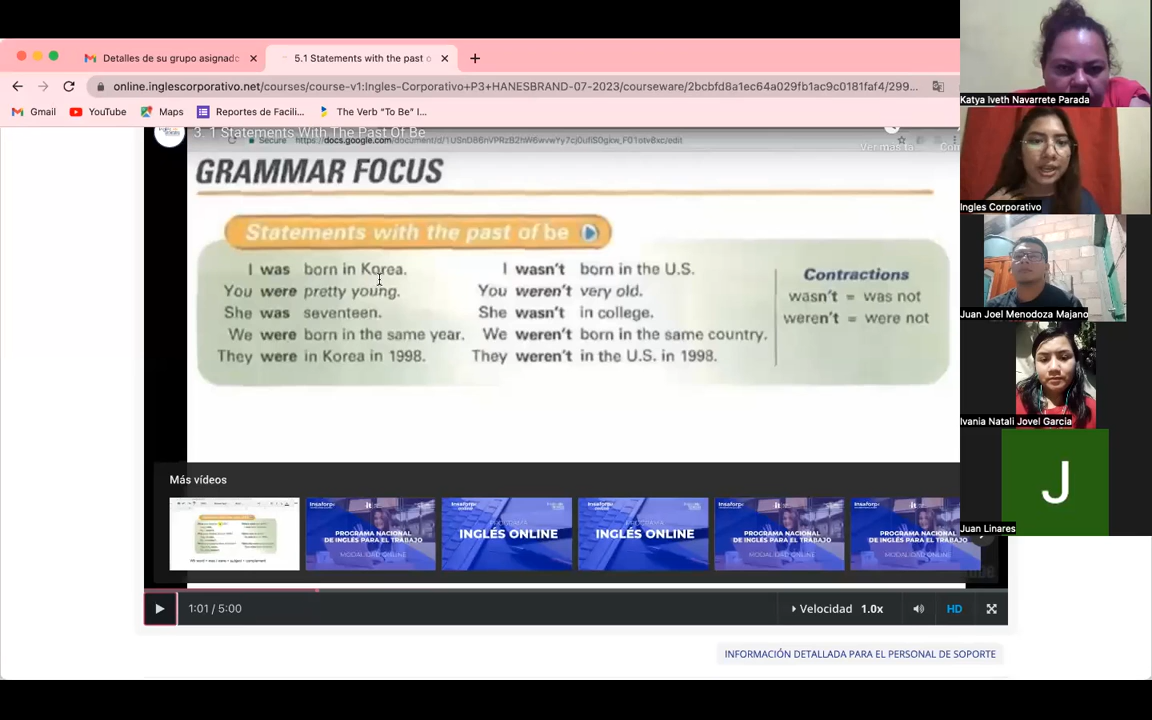 Detalles de su grupo asignado
5.1 Statements with the past o
online.inglescorporativo.net/courses/course-v1:Ingles-Corporativo+P3+HANESBRAND-07-2023/courseware/2bcbfd8a1ec64a029fb1ac9c0181faf4/299...
Gmail
YouTube
Maps
Reportes de Facili...
The Verb "To Be" I...
3. 1 Statements With The Past Of Be
Secure
GRAMMAR FOCUS
Statements with the past of be
I was born in Korea.
You were pretty young.
She was seventeen.
We were born in the same year.
They were in Korea in 1998.
I wasn't born in the U.S.
You weren't very old.
She wasn't in college.
We weren't born in the same country.
They weren't in the U.S. in 1998.
Contractions
wasn't = was not
weren't = were not
Más vídeos
PROGRAMA NACIONAL
DE INGLÉS PARA EL TRABAJO
MODALIDAD ONLINE
INGLÉS ONLINE
INGLÉS ONLINE
PROGRAMA NACIONAL
DE INGLÉS PARA EL TRABAJO
MODALIDAD ONLINE
PROGRAMA NACIONAL
DE INGLÉS PARA EL TRABAJO
MODALIDAD ONLINE
1:01 / 5:00
Velocidad 1.0x
HD
INFORMACIÓN DETALLADA PARA EL PERSONAL DE SOPORTE
Katya Iveth Navarrete Parada
Ingles Corporativo
Juan Joel Mendoza Majano
Ivania Natali Jovel Garcia
J
Juan Linares